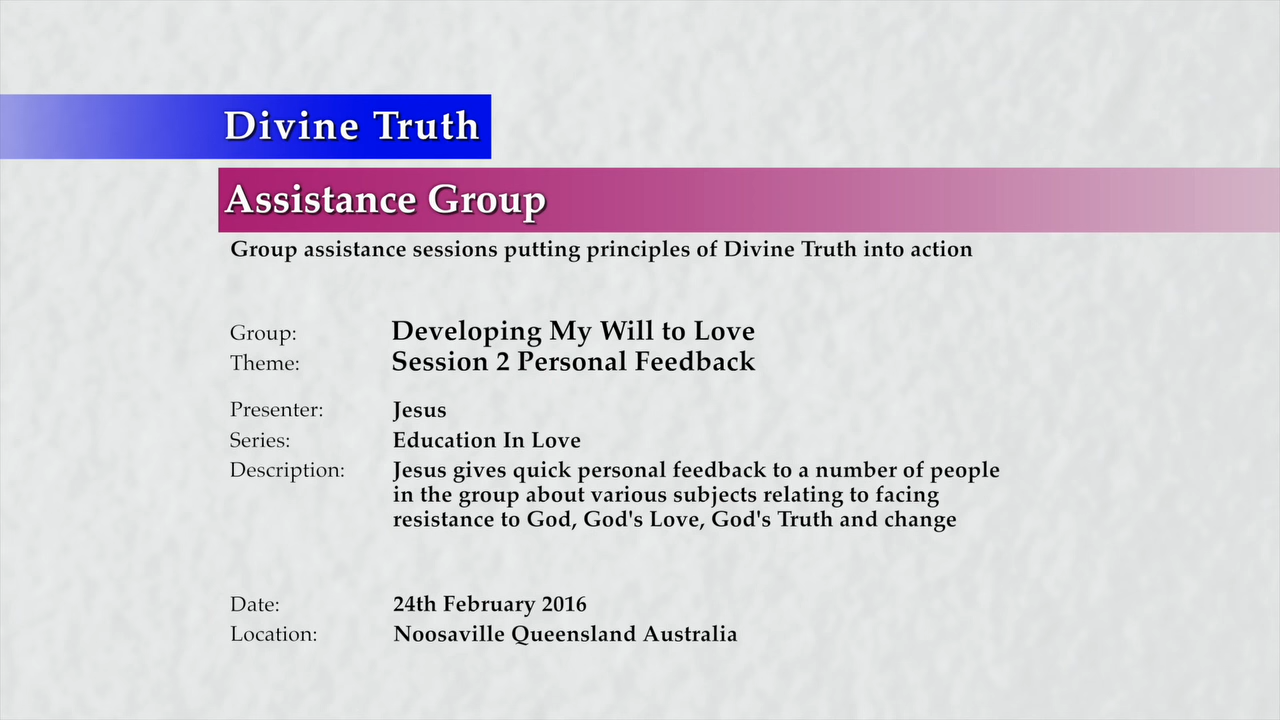 Divine Truth
Assistance Group
Group assistance sessions putting principles of Divine Truth into action
Group: Developing My Will to Love
Theme: Session 2 Personal Feedback
Presenter: Jesus
Series: Education In Love
Description: Jesus gives quick personal feedback to a number of people
in the group about various subjects relating to facing
resistance to God, God's Love, God's Truth and change
Date: 24th February 2016
Location: Noosaville Queensland Australia